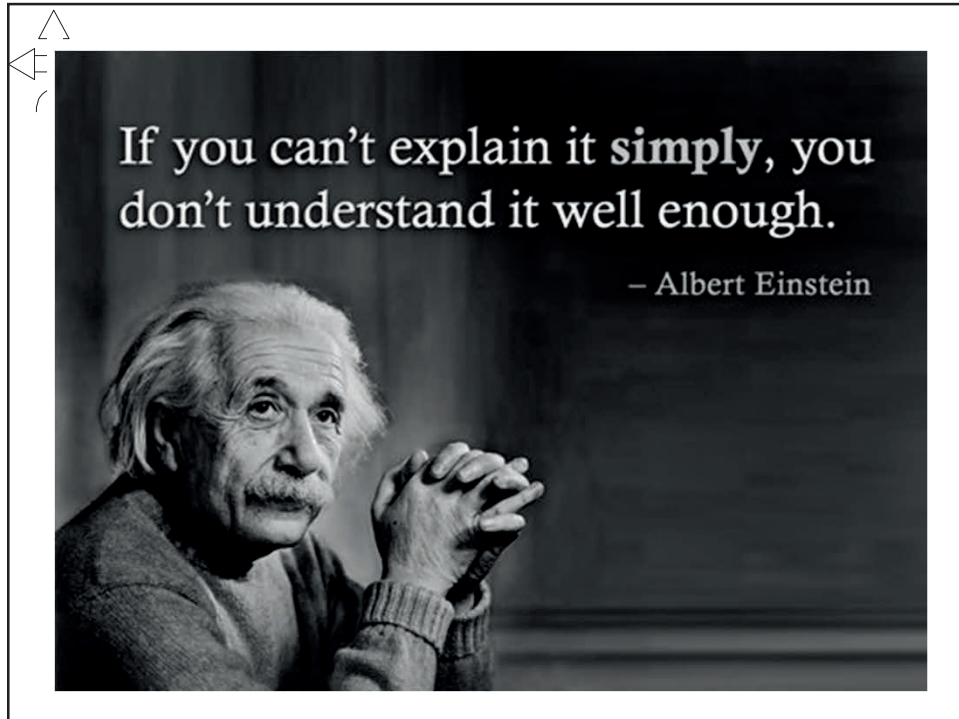 If you can’t explain it simply, you
don’t understand it well enough.
– Albert Einstein